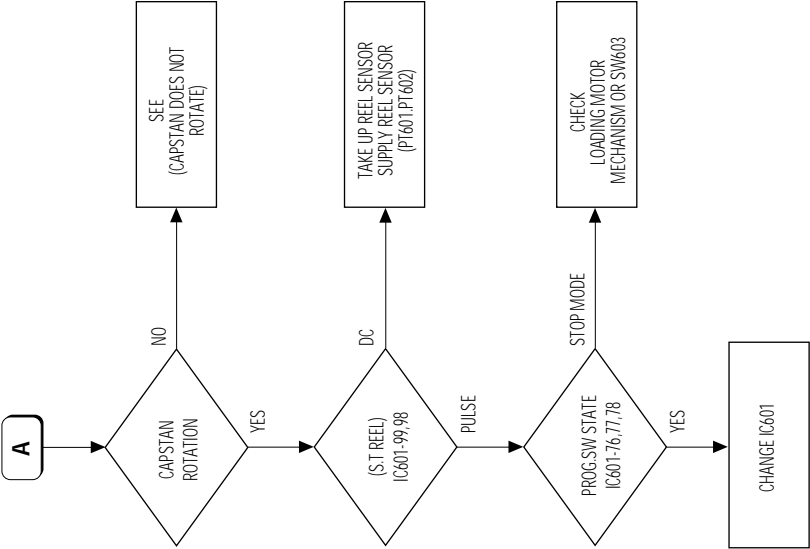 A
CAPSTAN
ROTATION
NO
SEE
(CAPSTAN DOES NOT
ROTATE)
YES
(S.T REEL)
IC601-99,98
DC
TAKE UP REEL SENSOR
SUPPLY REEL SENSOR
(PT601.PT602)
PULSE
PROG.SW STATE
IC601-76,77,78
STOP MODE
CHECK
LOADING MOTOR
MECHANISM OR SW603
YES
CHANGE IC601